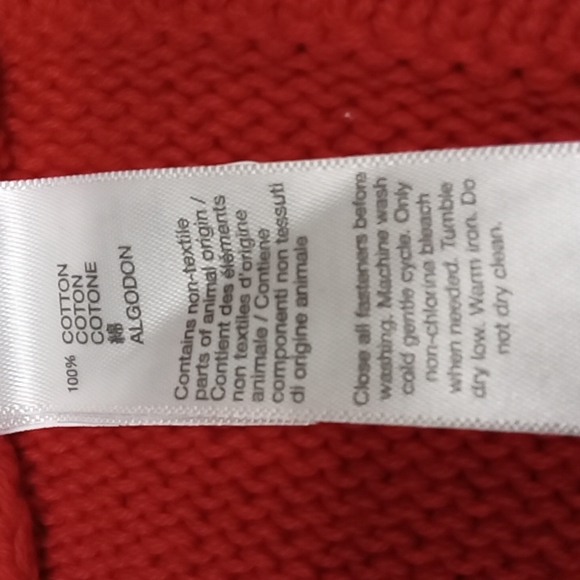 100% COTTON
COTON
COTONE
綿
ALGODON
Contains non-textile
parts of animal origin /
Contient des éléments
non textiles d'origine
animale / Contiene
componenti non tessuti
di origine animale
Close all fasteners before
washing. Machine wash
cold gentle cycle. Only
non-chlorine bleach
when needed. Tumble
dry low. Warm iron. Do
not dry clean.